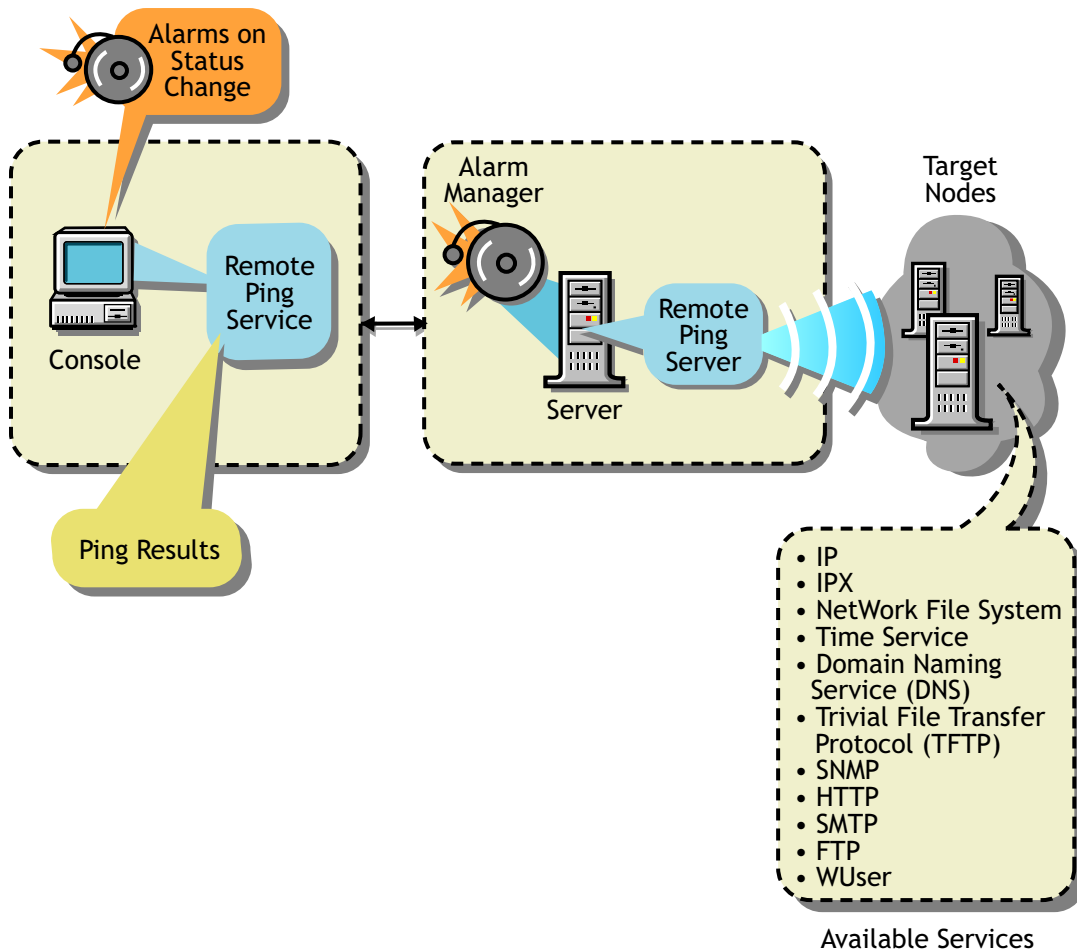 Alarms on
Status
Change
Alarm
Manager
Target
Nodes
Remote
Ping
Service
Console
Remote
Ping
Server
Server
Ping Results
• IP
• IPX
• NetWork File System
• Time Service
• Domain Naming
Service (DNS)
• Trivial File Transfer
Protocol (TFTP)
• SNMP
• HTTP
• SMTP
• FTP
• WUser
Available Services